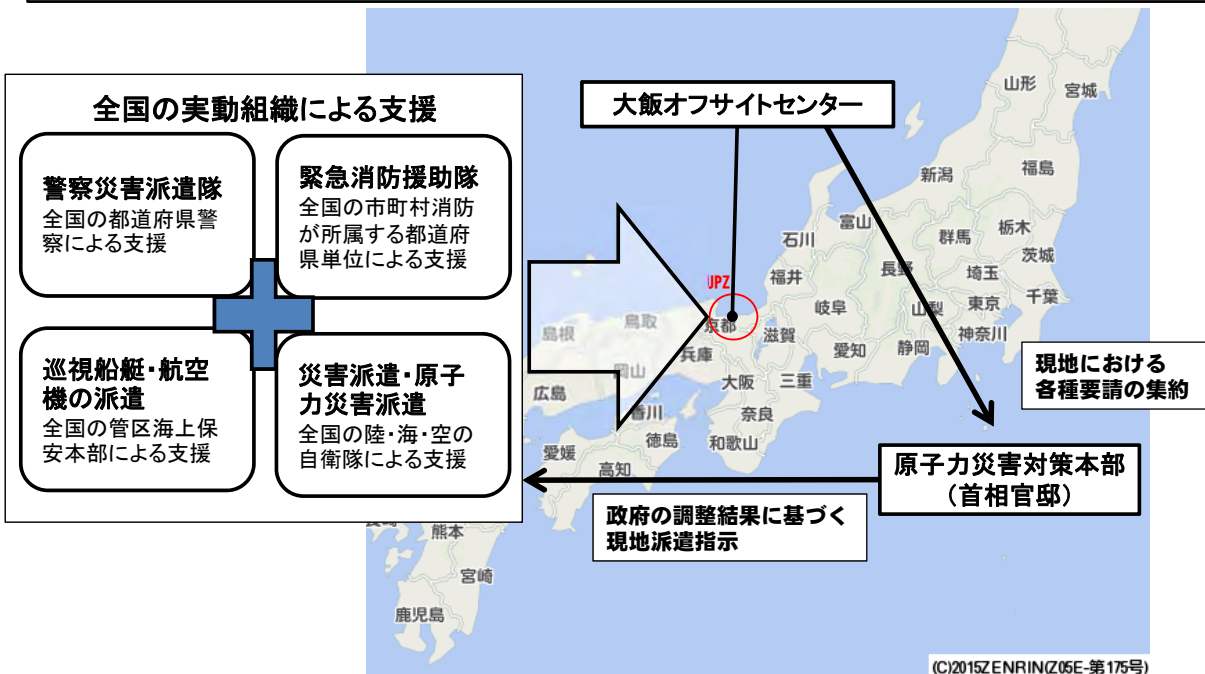 全国の実動組織による支援
警察災害派遣隊
全国の都道府県警
察による支援
緊急消防援助隊
全国の市町村消防
が所属する都道府
県単位による支援
巡視船艇・航空
機の派遣
全国の管区海上保
安本部による支援
災害派遣・原子
力災害派遣
全国の陸・海・空の
自衛隊による支援
大飯オフサイトセンター
現地における
各種要請の集約
原子力災害対策本部
（首相官邸）
政府の調整結果に基づく
現地派遣指示
UPZ
山形
宮城
新潟
福島
富山
石川
群馬
栃木
茨城
福井
長野
埼玉
岐阜
山梨
東京
千葉
神奈川
静岡
愛知
滋賀
京都
兵庫
鳥取
島根
岡山
広島
大阪
三重
奈良
和歌山
香川
徳島
愛媛
高知
熊本
宮崎
鹿児島
(C)2015ZENRIN(Z05E-第175号)